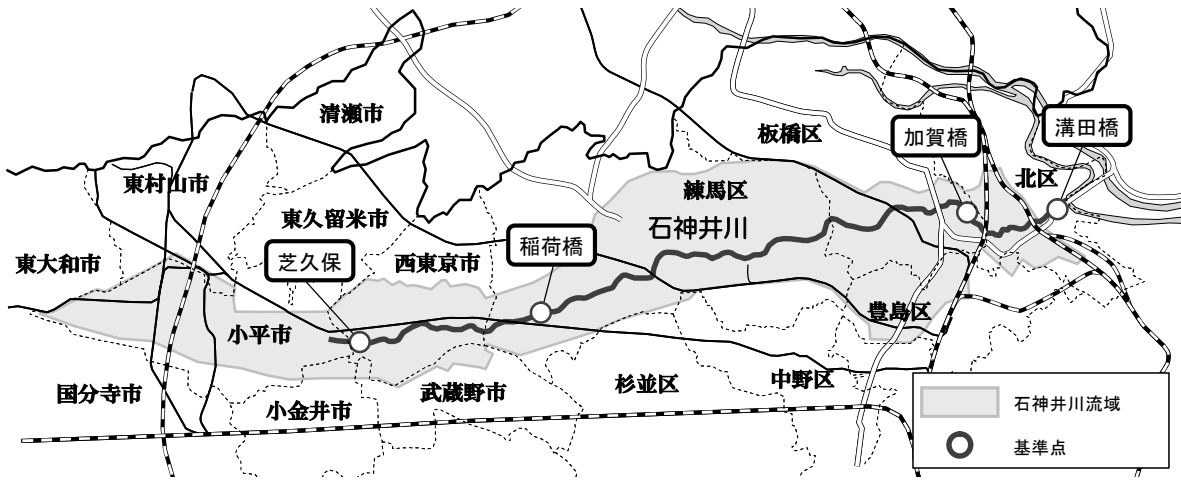 清瀬市
板橋区
加賀橋
溝田橋
東村山市
練馬区
北区
東久留米市
石神井川
稲荷橋
芝久保
西東京市
東大和市
豊島区
小平市
国分寺市
小金井市
武蔵野市
杉並区
中野区
石神井川流域
基準点